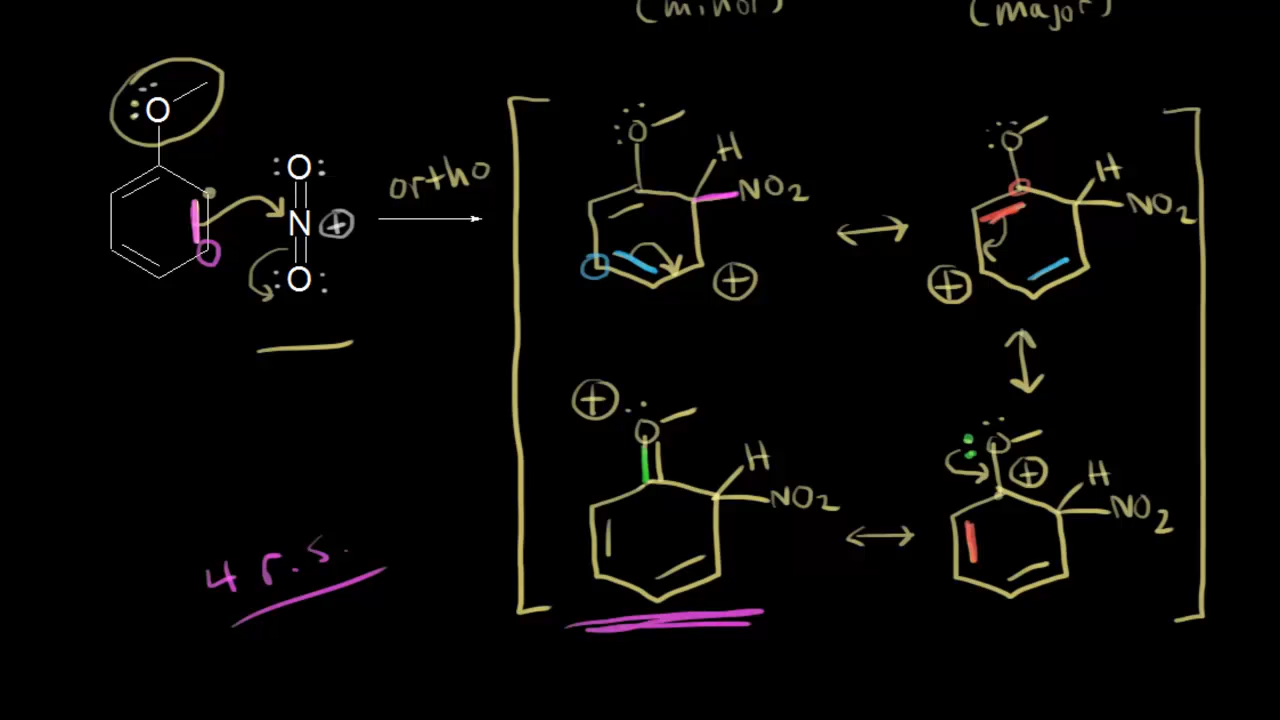 (minor) (major)
:O: :O: :O:
ortho
H
NO2
H
NO2
O
N
+
O
+
+
+
O
H
NO2
O
+
H
NO2
4 r.s.